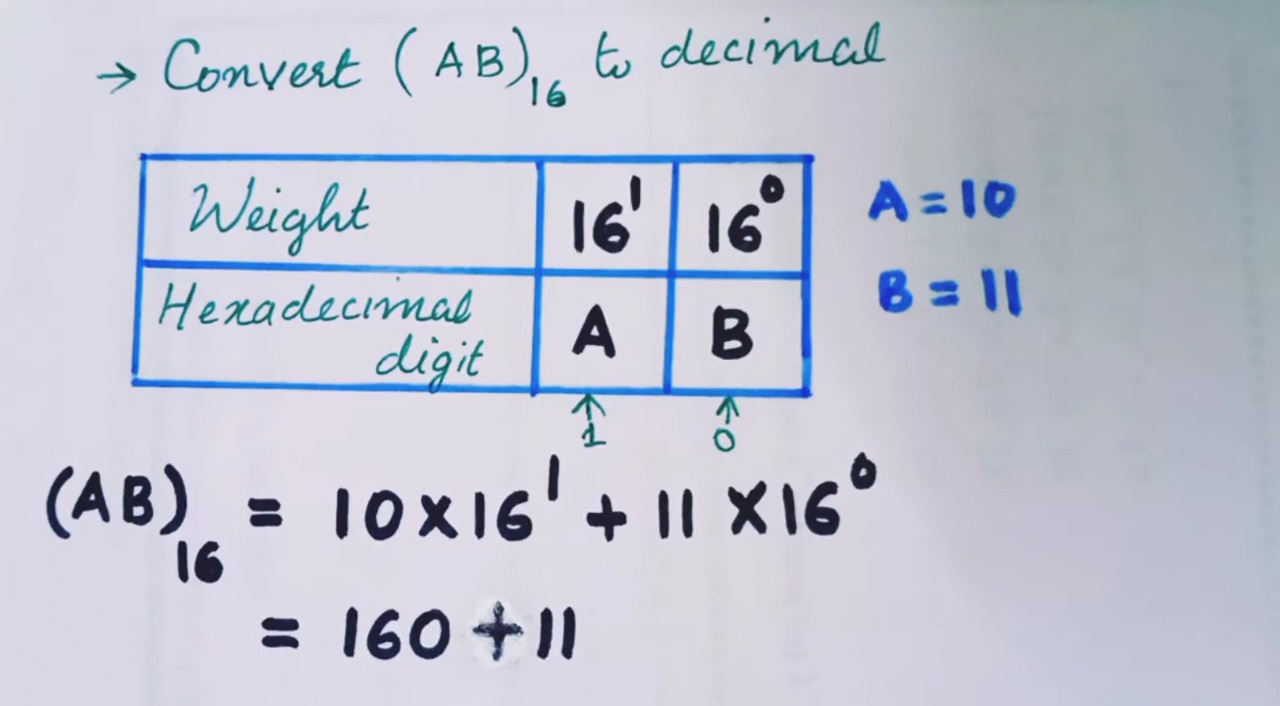 → Convert (AB)₁₆ to decimal
Weight 16¹ 16⁰
A = 10
Hexadecimal digit A B
B = 11
↑ ↑
1 0
(AB)₁₆ = 10×16¹ + 11×16⁰
= 160 + 11